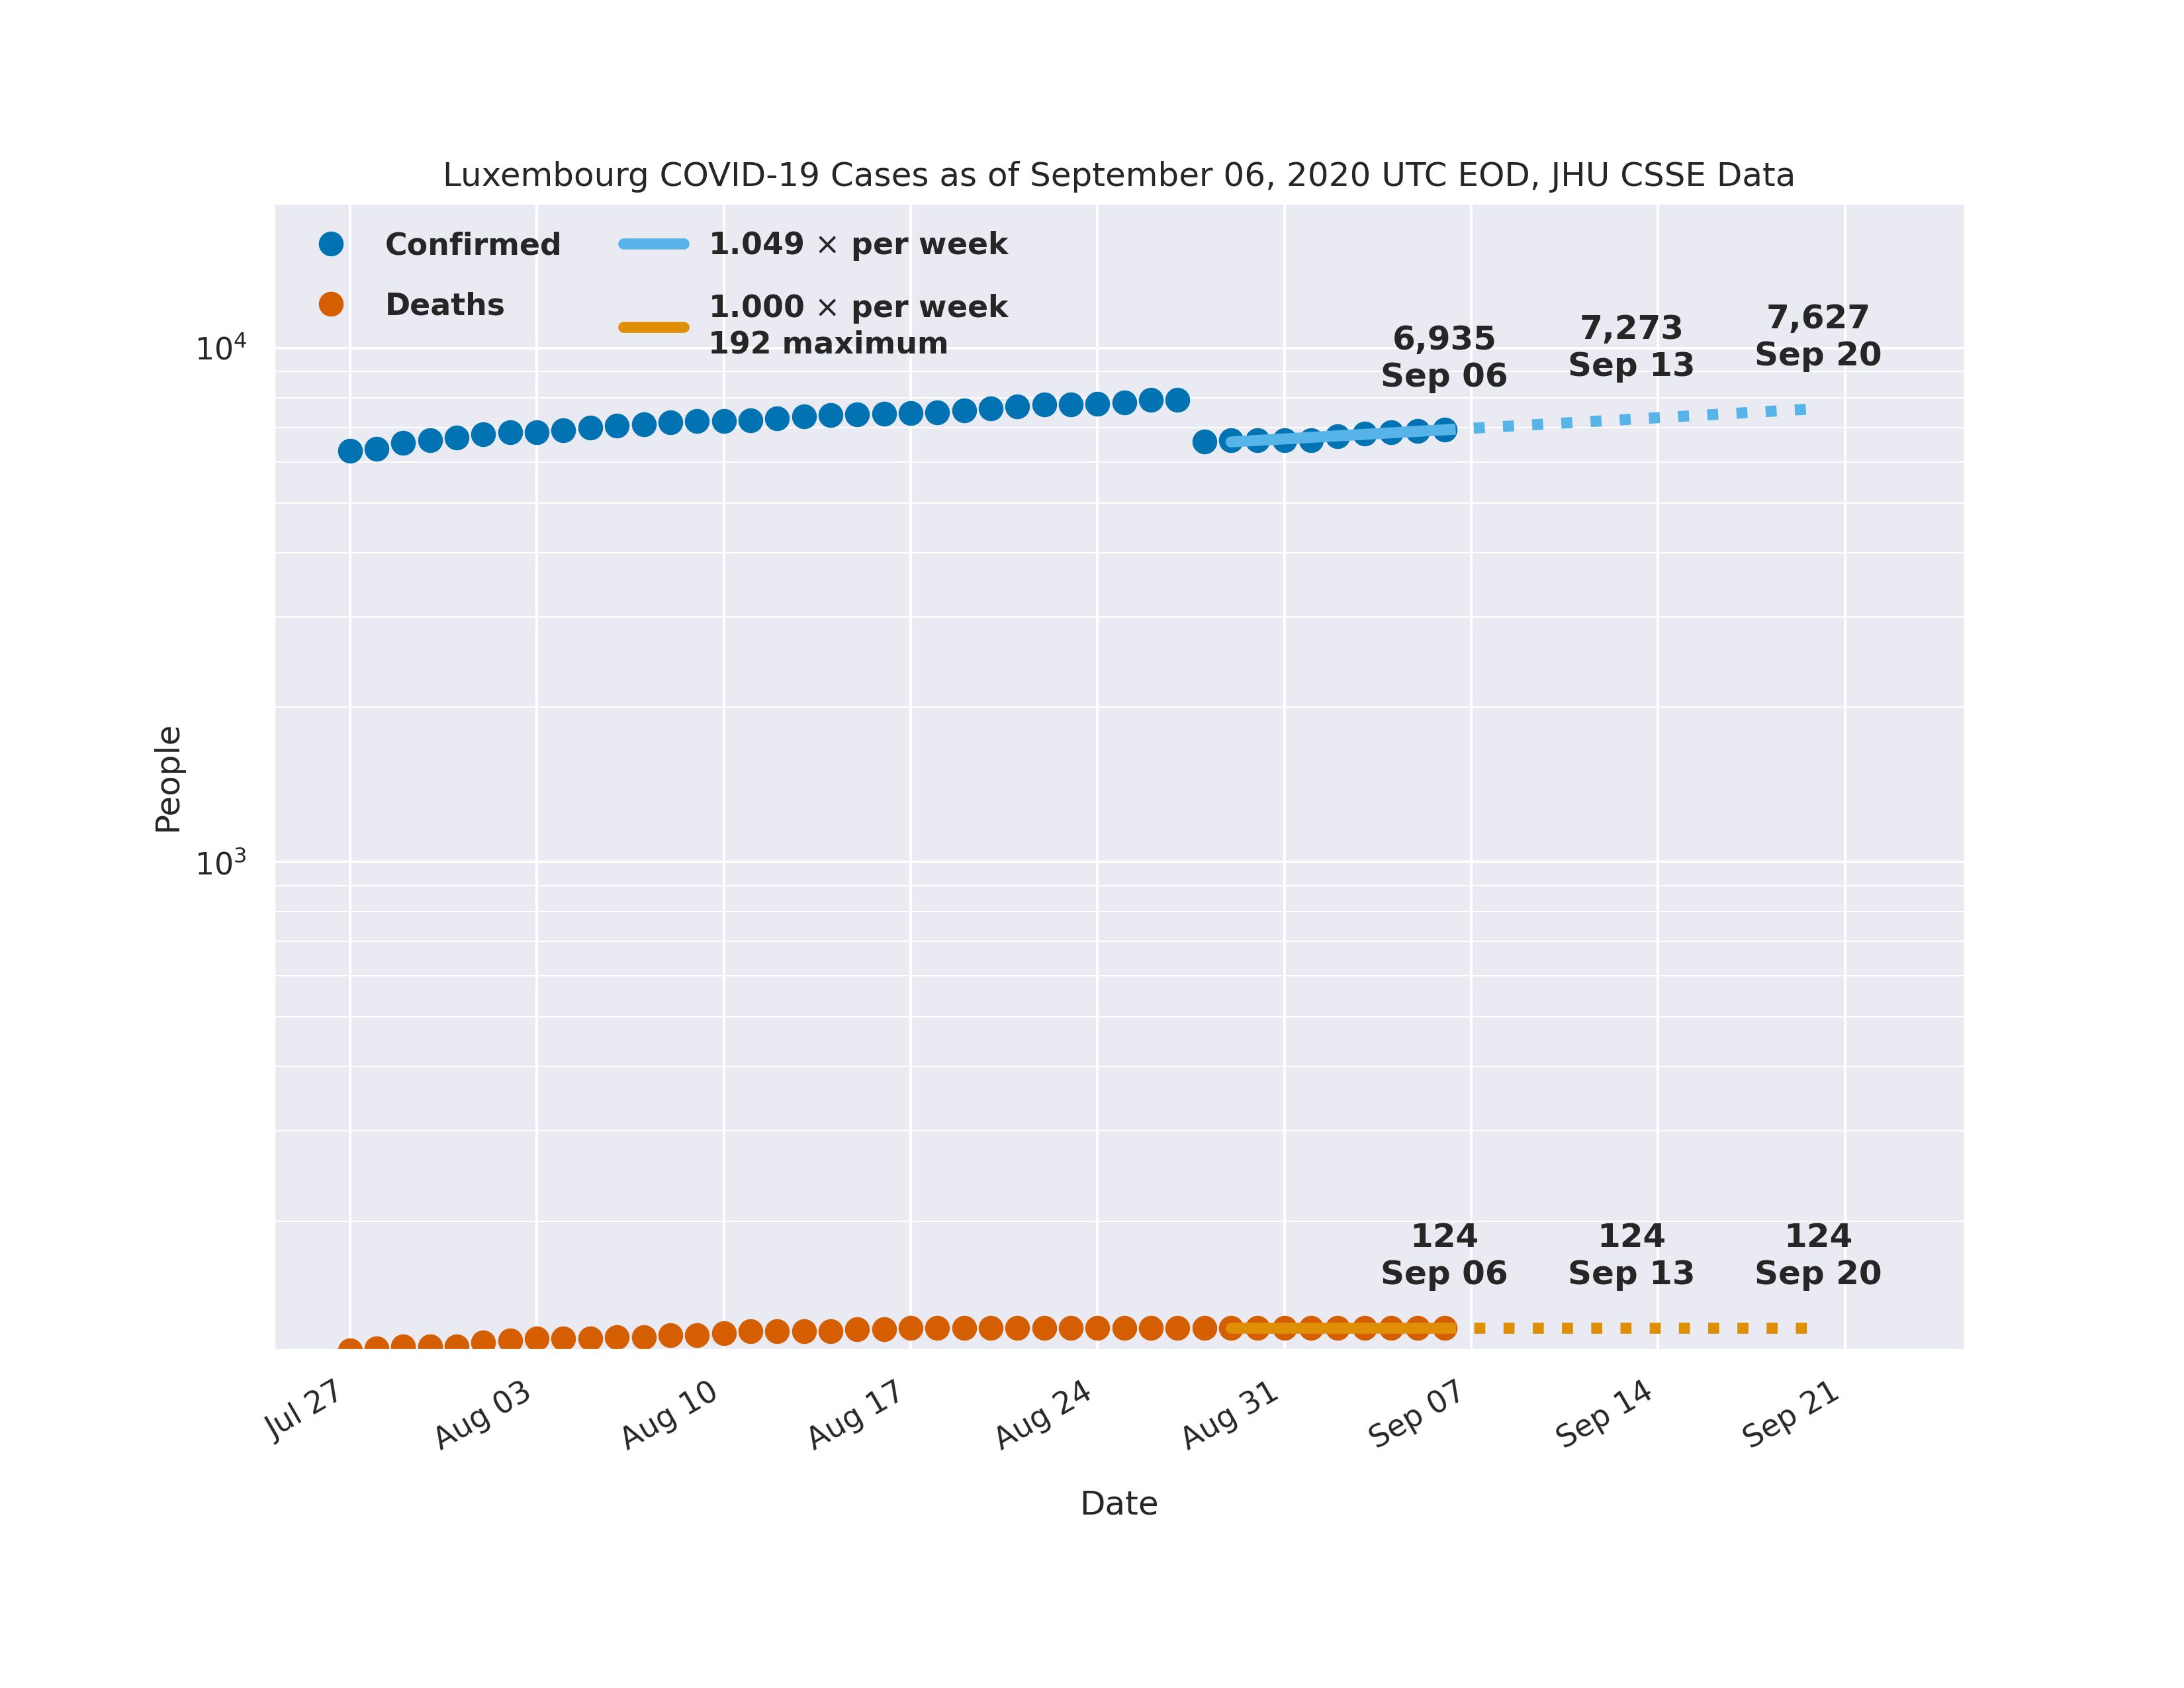 Luxembourg COVID-19 Cases as of September 06, 2020 UTC EOD, JHU CSSE Data
Confirmed
Deaths
1.049 × per week
1.000 × per week
192 maximum
6,935
Sep 06
7,273
Sep 13
7,627
Sep 20
10⁴
10³
People
124
Sep 06
124
Sep 13
124
Sep 20
Jul 27
Aug 03
Aug 10
Aug 17
Aug 24
Aug 31
Sep 07
Sep 14
Sep 21
Date